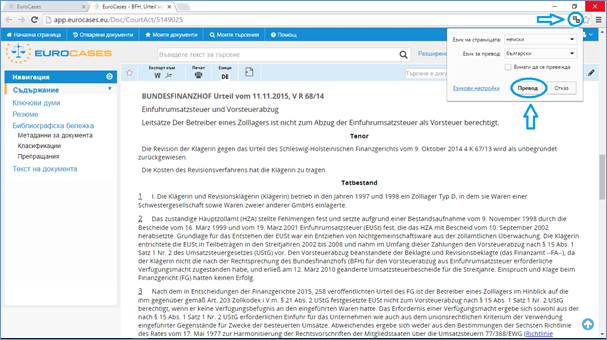 EuroCases
EuroCases – BFH, Urteil v
app.eurocases.eu/Doc/CourtAct/5149025
Начална страница
Отваряни документи
Моите документи
Моите търсения
Помощ
EUROCASES
Въведете текст за търсене
Разширено
Навигация
Съдържание
Ключови думи
Резюме
Библиографска бележка
Метаданни за документа
Класификации
Препращания
Текст на документа
Експорт към
Печат
Език
DE
Търсене в докумен
Език на страницата:
немски
Език за превод:
български
Винаги да се превежда
Езикови настройки
Превод
Отказ
BUNDESFINANZHOF Urteil vom 11.11.2015, V R 68/14
Einfuhrumsatzsteuer und Vorsteuerabzug
Leitsätze Der Betreiber eines Zolllagers ist nicht zum Abzug der Einfuhrumsatzsteuer als Vorsteuer berechtigt.
Tenor
Die Revision der Klägerin gegen das Urteil des Schleswig-Holsteinischen Finanzgerichts vom 9. Oktober 2014 4 K 67/13 wird als unbegründet
zurückgewiesen.
Die Kosten des Revisionsverfahrens hat die Klägerin zu tragen.
Tatbestand
1 I. Die Klägerin und Revisionsklägerin (Klägerin) betrieb in den Jahren 1997 und 1998 ein Zolllager Typ D, in dem sie Waren einer
Schwestergesellschaft sowie Waren zweier anderer GmbHs einlagerte.
2 Das zuständige Hauptzollamt (HZA) stellte Fehlmengen fest und setzte aufgrund einer Bestandsaufnahme vom 9. November 1998 durch die
Bescheide vom 16. März 1999 und vom 19. März 2001 Einfuhrumsatzsteuer (EUSt) fest, die das HZA mit Bescheid vom 10. September 2002
herabsetzte. Grundlage für das Entstehen der EUSt war ein Entziehen von Nichtgemeinschaftsware aus der zollamtlichen Überwachung. Die Klägerin
entrichtete die EUSt in Teilbeträgen in den Streitjahren 2002 bis 2008 und nahm im Umfang dieser Zahlungen den Vorsteuerabzug nach § 15 Abs. 1
Satz 1 Nr. 2 des Umsatzsteuergesetzes (UStG) vor. Den Vorsteuerabzug beanstandete der Beklagte und Revisionsbeklagte (das Finanzamt --FA--), da
der Klägerin nicht die nach der Rechtsprechung des Bundesfinanzhofs (BFH) für den Vorsteuerabzug aus Einfuhrumsatzsteuer erforderliche
Verfügungsmacht zugestanden habe, und erließ am 12. März 2010 geänderte Umsatzsteuerbescheide für die Streitjahre. Einspruch und Klage beim
Finanzgericht (FG) hatten keinen Erfolg.
3 Nach dem in Entscheidungen der Finanzgerichte 2015, 258 veröffentlichten Urteil des FG ist der Betreiber eines Zolllagers im Hinblick auf die
ihm gegenüber gemäß Art. 203 Zollkodex i.V.m. § 21 Abs. 2 UStG festgesetzte EUSt nicht zum Vorsteuerabzug nach § 15 Abs. 1 Satz 1 Nr. 2 UStG
berechtigt, wenn er keine Verfügungsbefugnis an den eingeführten Waren hatte. Das Erfordernis einer Verfügungsmacht ergebe sich sowohl aus der
nach § 15 Abs. 1 Satz 1 Nr. 2 UStG erforderlichen Einfuhr für das Unternehmen wie auch aus dem unionsrechtlichen Kriterium der Verwendung
eingeführter Gegenstände für Zwecke der besteuerten Umsätze. Abweichendes ergebe sich weder aus den Bestimmungen der Sechsten Richtlinie
des Rates vom 17. Mai 1977 zur Harmonisierung der Rechtsvorschriften der Mitgliedstaaten über die Umsatzsteuern 77/388/EWG (Richtlinie